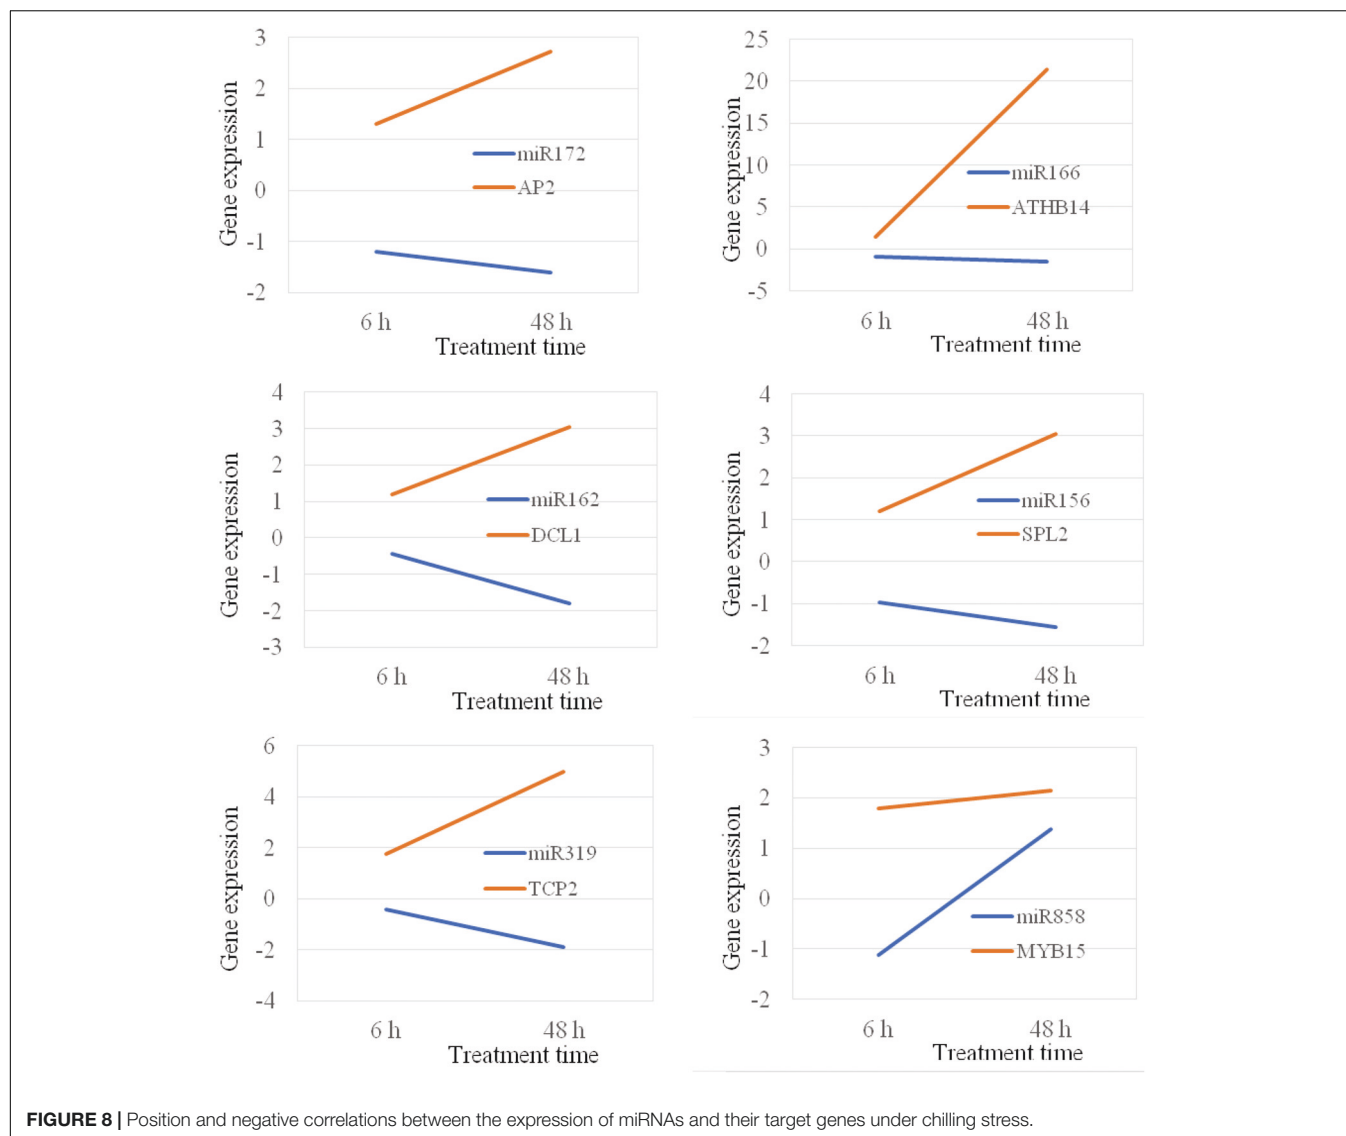 3
2
1
0
-1
-2
Gene expression
miR172
AP2
6 h 48 h
Treatment time
25
20
15
10
5
0
-5
Gene expression
miR166
ATHB14
6 h 48 h
Treatment time
4
3
2
1
0
-1
-2
-3
Gene expression
miR162
DCL1
6 h 48 h
Treatment time
4
3
2
1
0
-1
-2
Gene expression
miR156
SPL2
6 h 48 h
Treatment time
6
4
2
0
-2
-4
Gene expression
miR319
TCP2
6 h 48 h
Treatment time
3
2
1
0
-1
-2
Gene expression
miR858
MYB15
6 h 48 h
Treatment time
FIGURE 8 | Position and negative correlations between the expression of miRNAs and their target genes under chilling stress.